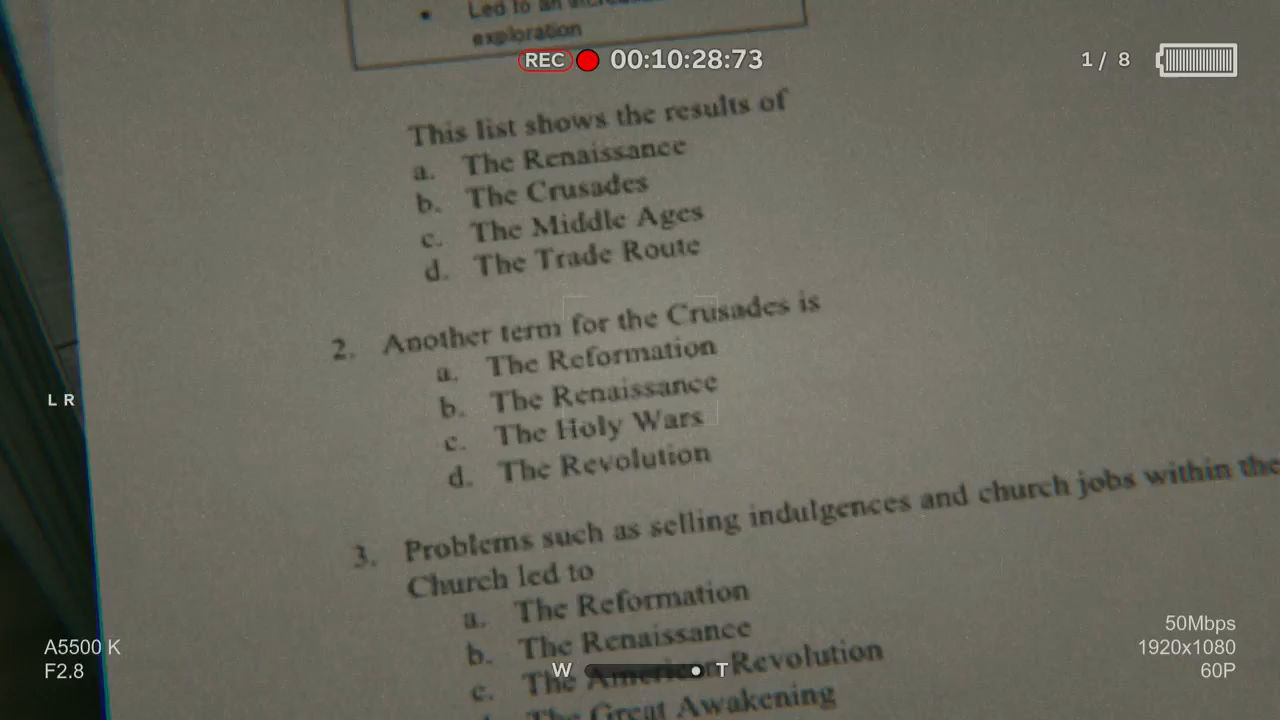 • Led to an
exploration
REC 00:10:28:73
1 / 8
This list shows the results of
a. The Renaissance
b. The Crusades
c. The Middle Ages
d. The Trade Route
2. Another term for the Crusades is
a. The Reformation
b. The Renaissance
L R
c. The Holy Wars
d. The Revolution
3. Problems such as selling indulgences and church jobs within the
Church led to
a. The Reformation
b. The Renaissance
c. The American Revolution
The Great Awakening
A5500 K
F2.8
W T
50Mbps
1920x1080
60P